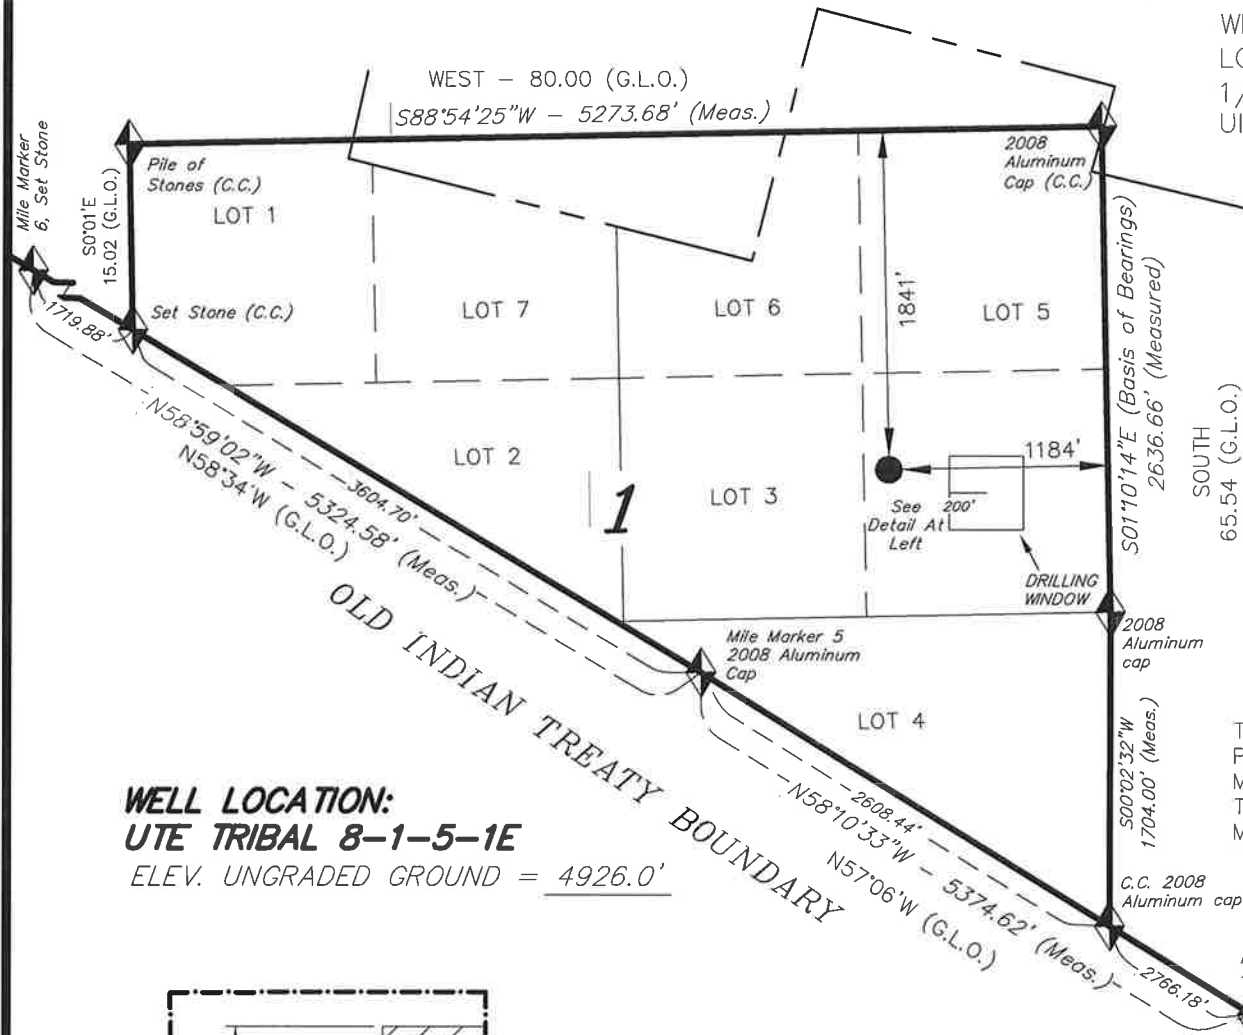 WEST – 80.00 (G.L.O.)
S88°54'25"W – 5273.68' (Meas.)
Mile Marker
6, Set Stone
Pile of
Stones (C.C.)
2008
Aluminum
Cap (C.C.)
S0°01'E
15.02 (G.L.O.)
LOT 1
Set Stone (C.C.)
LOT 7
LOT 6
1841'
LOT 5
S01°10'14"E (Basis of Bearings)
2636.66' (Measured)
SOUTH
65.54 (G.L.O.)
1719.88'
N58°59'02"W – 5324.58' (Meas.)
N58°34'W (G.L.O.)
3604.70'
LOT 2
1
LOT 3
1184'
See
Detail At
Left
200'
DRILLING
WINDOW
2008
Aluminum
cap
Mile Marker 5
2008 Aluminum
Cap
LOT 4
OLD INDIAN TREATY BOUNDARY
S00°02'32"W
1704.00' (Meas.)
2608.44'
N58°10'33"W – 5374.62' (Meas.)
N57°06'W (G.L.O.)
C.C. 2008
Aluminum cap
2766.18'
WELL LOCATION:
UTE TRIBAL 8–1–5–1E
ELEV. UNGRADED GROUND = 4926.0'